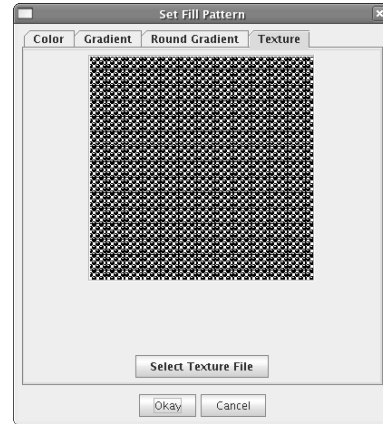 Set Fill Pattern
Color Gradient Round Gradient Texture
Select Texture File
Okay Cancel